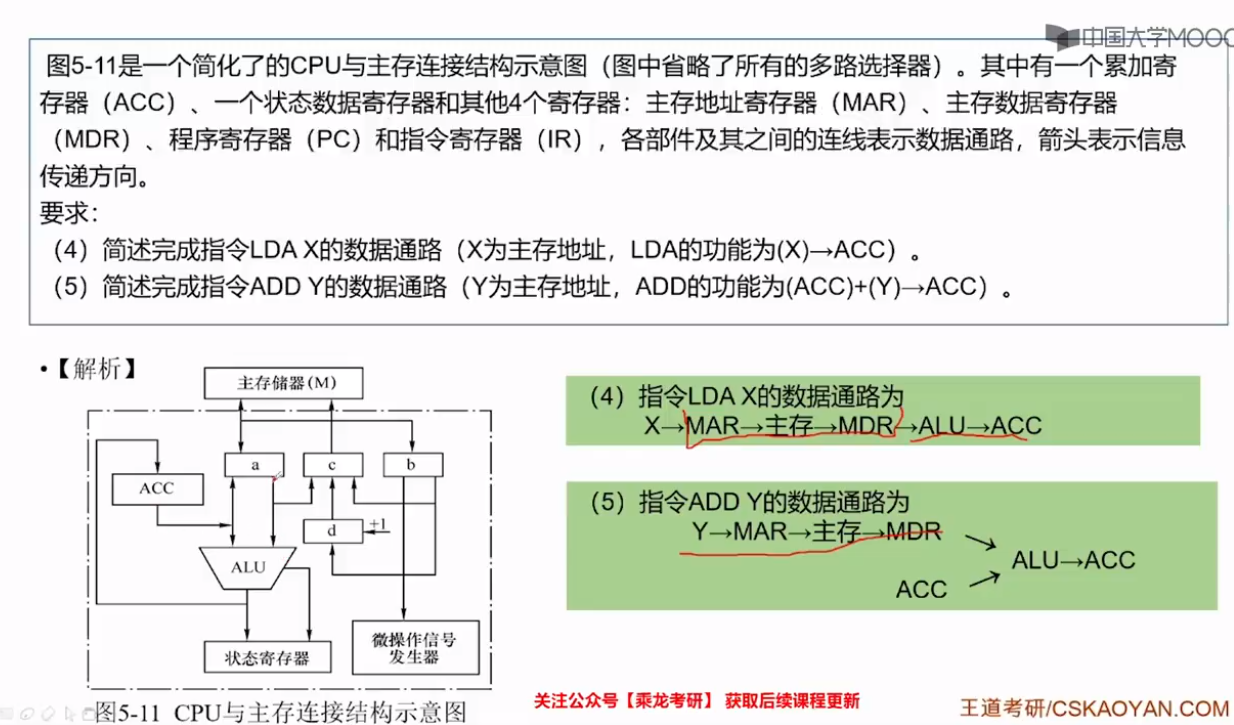 中国大学MOOC
图5-11是一个简化了的CPU与主存连接结构示意图（图中省略了所有的多路选择器）。其中有一个累加寄
存器（ACC）、一个状态数据寄存器和其他4个寄存器：主存地址寄存器（MAR）、主存数据寄存器
（MDR）、程序寄存器（PC）和指令寄存器（IR），各部件及其之间的连线表示数据通路，箭头表示信息
传递方向。
要求：
（4）简述完成指令LDA X的数据通路（X为主存地址，LDA的功能为(X)→ACC）。
（5）简述完成指令ADD Y的数据通路（Y为主存地址，ADD的功能为(ACC)+(Y)→ACC）。
•【解析】
主存储器(M)
a
c
b
ACC
d
+1
ALU
状态寄存器
微操作信号
发生器
图5-11 CPU与主存连接结构示意图
（4）指令LDA X的数据通路为
X→MAR→主存→MDR→ALU→ACC
（5）指令ADD Y的数据通路为
Y→MAR→主存→MDR
ALU→ACC
ACC
关注公众号【乘龙考研】 获取后续课程更新
王道考研/CSKAOYAN.COM